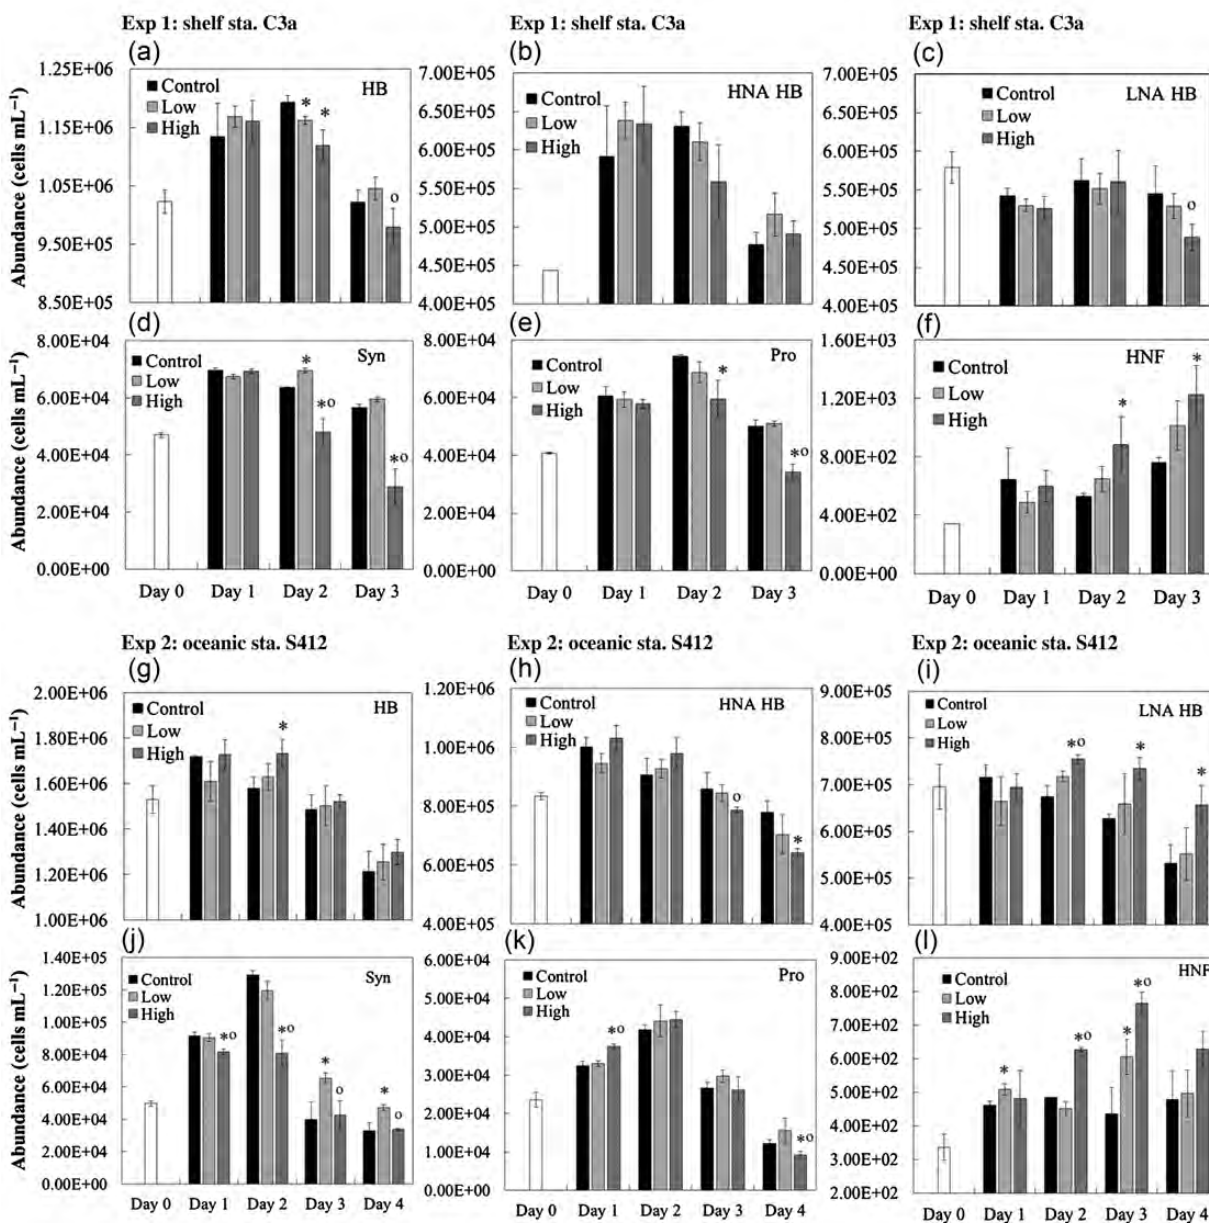 Exp 1: shelf sta. C3a
Exp 1: shelf sta. C3a
Exp 1: shelf sta. C3a
(a)
HB
Control
Low
High
* *
o
Abundance (cells mL⁻¹)
1.25E+06
1.15E+06
1.05E+06
9.50E+05
8.50E+05
(b)
HNA HB
Control
Low
High
7.00E+05
6.50E+05
6.00E+05
5.50E+05
5.00E+05
4.50E+05
4.00E+05
(c)
LNA HB
Control
Low
High
o
7.00E+05
6.50E+05
6.00E+05
5.50E+05
5.00E+05
4.50E+05
4.00E+05
(d)
Syn
Control
Low
High
*
*o
*o
Abundance (cells mL⁻¹)
8.00E+04
6.00E+04
4.00E+04
2.00E+04
0.00E+00
Day 0 Day 1 Day 2 Day 3
(e)
Pro
Control
Low
High
*
*o
8.00E+04
6.00E+04
4.00E+04
2.00E+04
0.00E+00
Day 0 Day 1 Day 2 Day 3
(f)
HNF
Control
Low
High
*
*
1.60E+03
1.20E+03
8.00E+02
4.00E+02
0.00E+00
Day 0 Day 1 Day 2 Day 3
Exp 2: oceanic sta. S412
Exp 2: oceanic sta. S412
Exp 2: oceanic sta. S412
(g)
HB
Control
Low
High
*
Abundance (cells mL⁻¹)
2.00E+06
1.80E+06
1.60E+06
1.40E+06
1.20E+06
1.00E+06
(h)
HNA HB
Control
Low
High
o
*
1.20E+06
1.00E+06
8.00E+05
6.00E+05
4.00E+05
(i)
LNA HB
Control
Low
High
*o
*
*
9.00E+05
8.00E+05
7.00E+05
6.00E+05
5.00E+05
4.00E+05
(j)
Syn
Control
Low
High
*o
*o
*
o
*
o
Abundance (cells mL⁻¹)
1.40E+05
1.20E+05
1.00E+05
8.00E+04
6.00E+04
4.00E+04
2.00E+04
0.00E+00
Day 0 Day 1 Day 2 Day 3 Day 4
(k)
Pro
Control
Low
High
*o
*o
6.00E+04
5.00E+04
4.00E+04
3.00E+04
2.00E+04
1.00E+04
0.00E+00
Day 0 Day 1 Day 2 Day 3 Day 4
(l)
HNF
Control
Low
High
*
*o
*
*o
9.00E+02
8.00E+02
7.00E+02
6.00E+02
5.00E+02
4.00E+02
3.00E+02
2.00E+02
Day 0 Day 1 Day 2 Day 3 Day 4